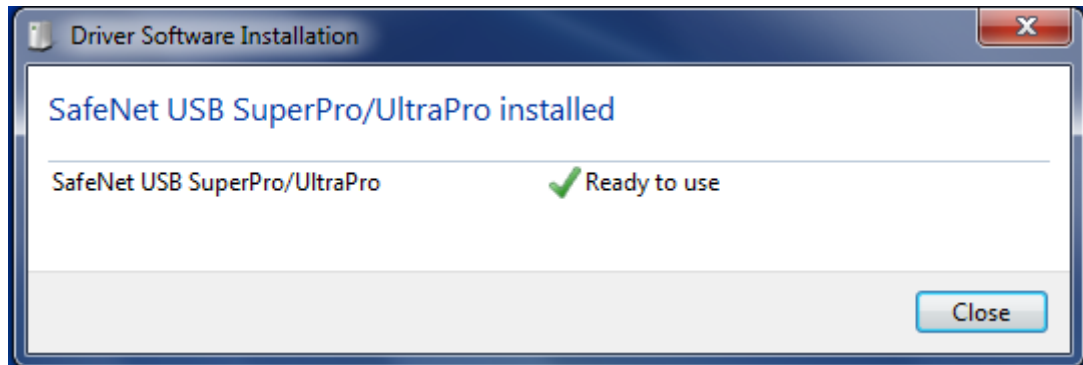 Driver Software Installation
SafeNet USB SuperPro/UltraPro installed
SafeNet USB SuperPro/UltraPro Ready to use
Close